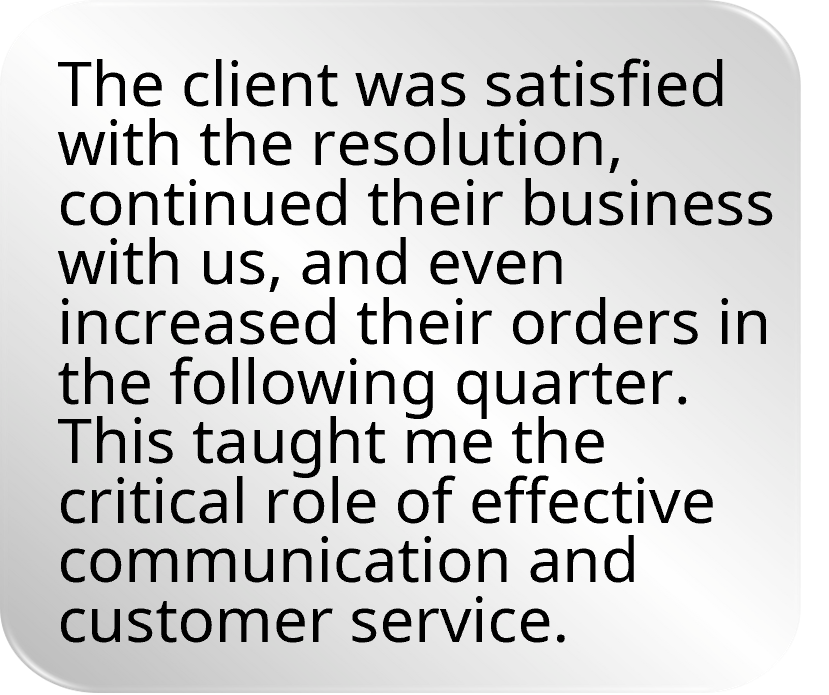 The client was satisfied
with the resolution,
continued their business
with us, and even
increased their orders in
the following quarter.
This taught me the
critical role of effective
communication and
customer service.